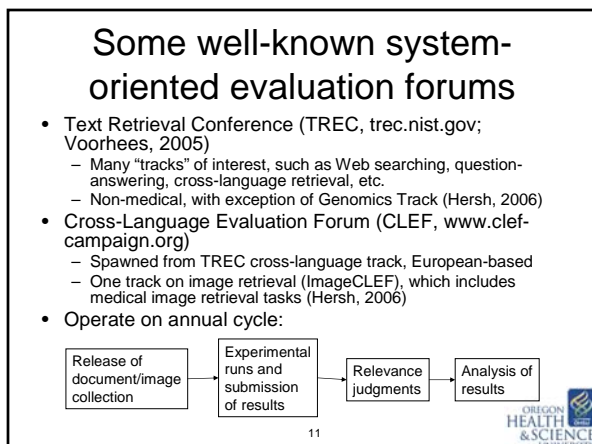 Some well-known system-
oriented evaluation forums
• Text Retrieval Conference (TREC, trec.nist.gov;
Voorhees, 2005)
– Many “tracks” of interest, such as Web searching, question-
answering, cross-language retrieval, etc.
– Non-medical, with exception of Genomics Track (Hersh, 2006)
• Cross-Language Evaluation Forum (CLEF, www.clef-
campaign.org)
– Spawned from TREC cross-language track, European-based
– One track on image retrieval (ImageCLEF), which includes
medical image retrieval tasks (Hersh, 2006)
• Operate on annual cycle:
Release of
document/image
collection
Experimental
runs and
submission
of results
Relevance
judgments
Analysis of
results
11
OREGON
HEALTH
& SCIENCE